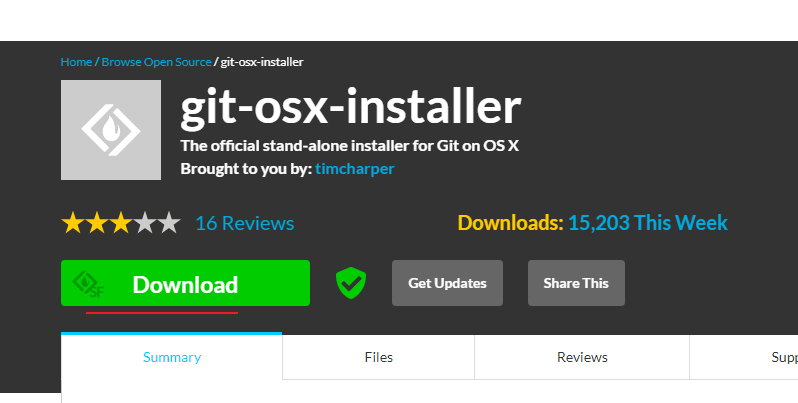 Home / Browse Open Source / git-osx-installer
git-osx-installer
The official stand-alone installer for Git on OS X
Brought to you by: timcharper
16 Reviews
Downloads: 15,203 This Week
SF
Download
Get Updates
Share This
Summary
Files
Reviews
Supp